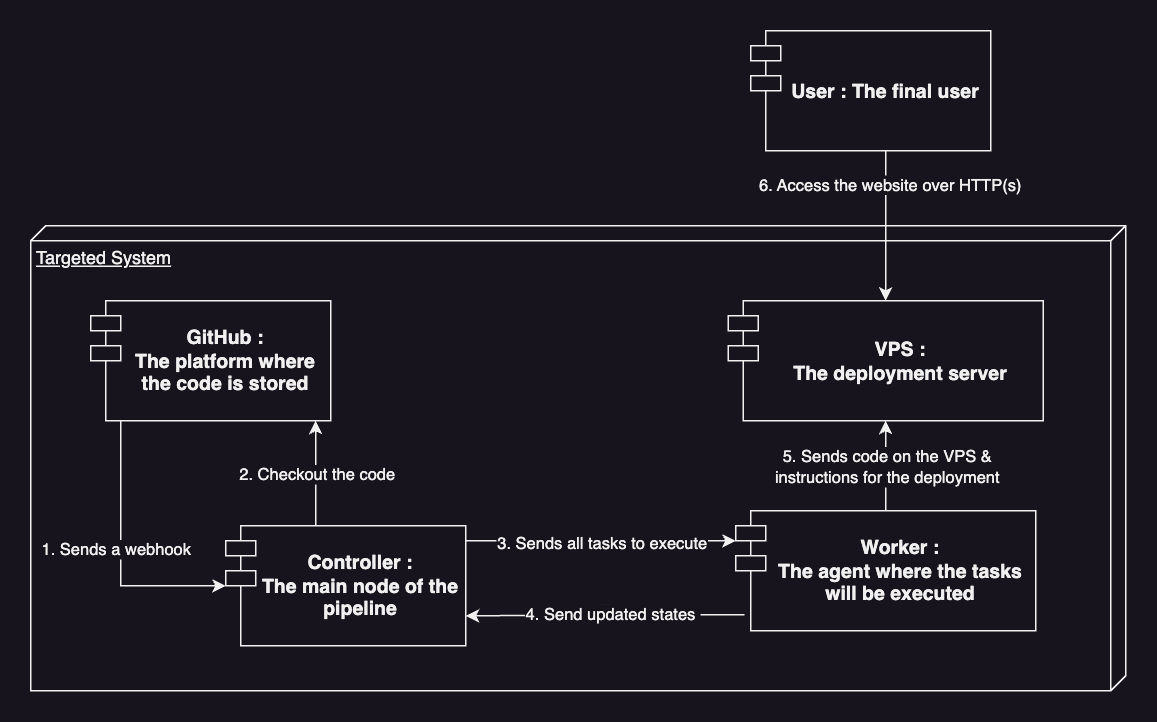 User : The final user
6. Access the website over HTTP(s)
Targeted System
GitHub :
The platform where
the code is stored
VPS :
The deployment server
2. Checkout the code
5. Sends code on the VPS &
instructions for the deployment
1. Sends a webhook
Controller :
The main node of the
pipeline
3. Sends all tasks to execute
4. Send updated states
Worker :
The agent where the tasks
will be executed